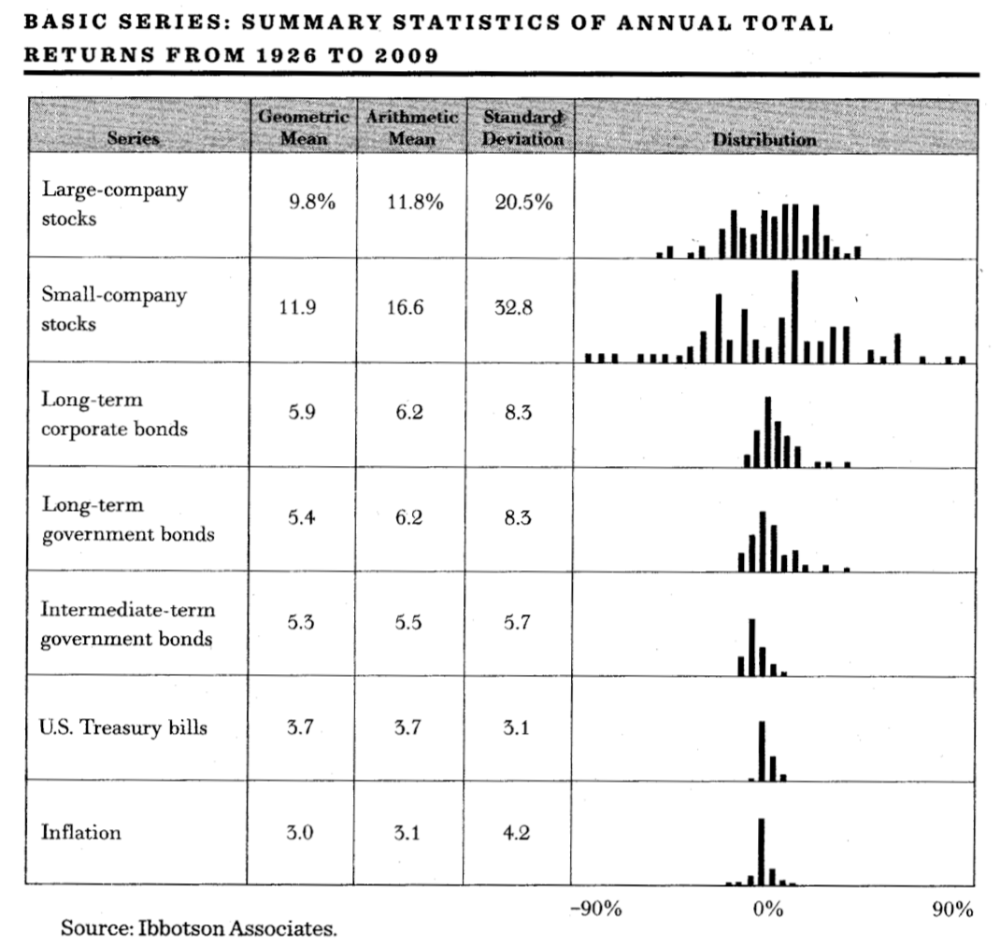 BASIC SERIES: SUMMARY STATISTICS OF ANNUAL TOTAL
RETURNS FROM 1926 TO 2009
Series
Geometric
Mean
Arithmetic
Mean
Standard
Deviation
Distribution
Large-company
stocks
9.8%
11.8%
20.5%
Small-company
stocks
11.9
16.6
32.8
Long-term
corporate bonds
5.9
6.2
8.3
Long-term
government bonds
5.4
6.2
8.3
Intermediate-term
government bonds
5.3
5.5
5.7
U.S. Treasury bills
3.7
3.7
3.1
Inflation
3.0
3.1
4.2
−90%
0%
90%
Source: Ibbotson Associates.